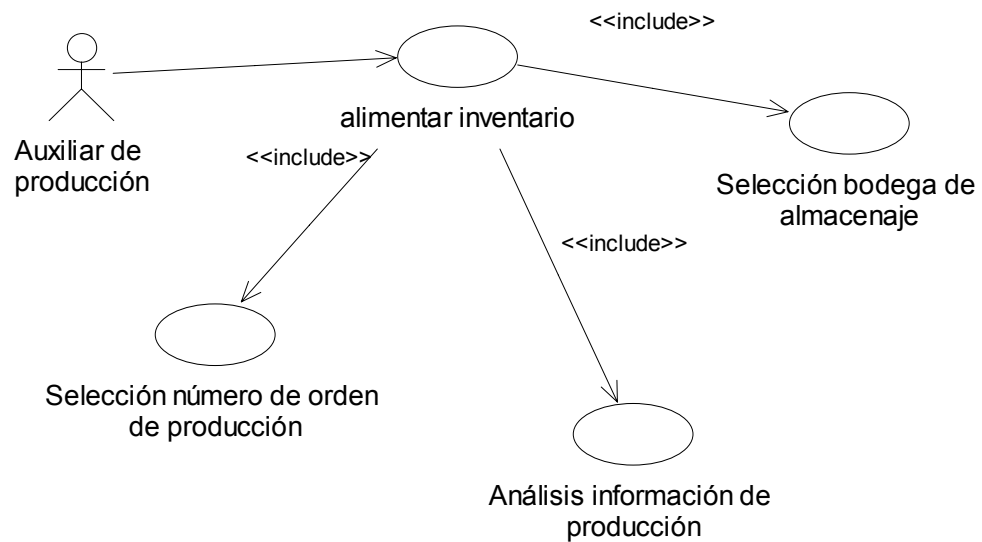 <<include>>
alimentar inventario
Auxiliar de
producción
<<include>>
Selección bodega de
almacenaje
<<include>>
Selección número de orden
de producción
Análisis información de
producción